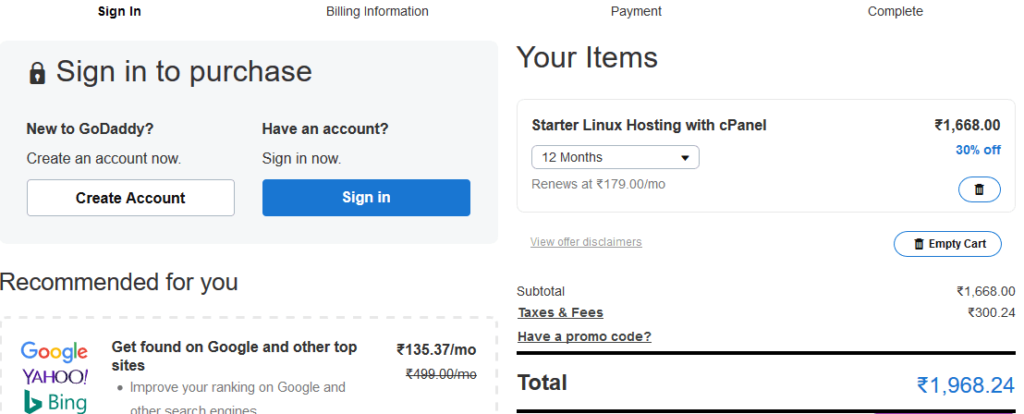 Sign In
Billing Information
Payment
Complete
Sign in to purchase
New to GoDaddy?
Have an account?
Create an account now.
Sign in now.
Create Account
Sign in
Recommended for you
Google
YAHOO!
Bing
Get found on Google and other top
sites
₹135.37/mo
₹499.00/mo
• Improve your ranking on Google and
other search engines
Your Items
Starter Linux Hosting with cPanel
₹1,668.00
12 Months
30% off
Renews at ₹179.00/mo
View offer disclaimers
Empty Cart
Subtotal
₹1,668.00
Taxes & Fees
₹300.24
Have a promo code?
Total
₹1,968.24